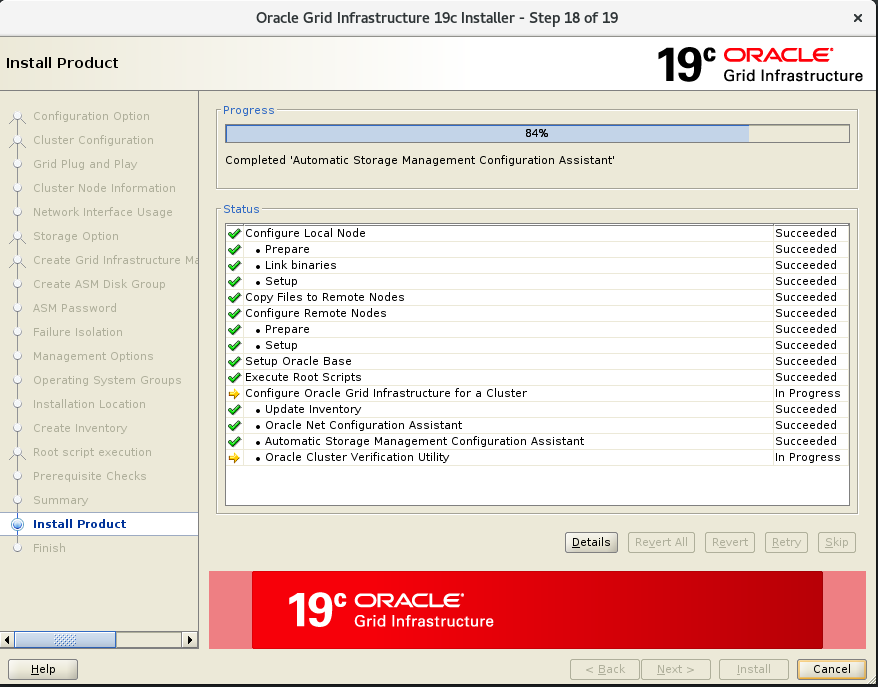 Oracle Grid Infrastructure 19c Installer - Step 18 of 19
Install Product
19c ORACLE
Grid Infrastructure
Configuration Option
Cluster Configuration
Grid Plug and Play
Cluster Node Information
Network Interface Usage
Storage Option
Create Grid Infrastructure Ma
Create ASM Disk Group
ASM Password
Failure Isolation
Management Options
Operating System Groups
Installation Location
Create Inventory
Root script execution
Prerequisite Checks
Summary
Install Product
Finish
Progress
84%
Completed 'Automatic Storage Management Configuration Assistant'
Status
Configure Local Node Succeeded
• Prepare Succeeded
• Link binaries Succeeded
• Setup Succeeded
Copy Files to Remote Nodes Succeeded
Configure Remote Nodes Succeeded
• Prepare Succeeded
• Setup Succeeded
Setup Oracle Base Succeeded
Execute Root Scripts Succeeded
Configure Oracle Grid Infrastructure for a Cluster In Progress
• Update Inventory Succeeded
• Oracle Net Configuration Assistant Succeeded
• Automatic Storage Management Configuration Assistant Succeeded
• Oracle Cluster Verification Utility In Progress
Details Revert All Revert Retry Skip
19c ORACLE
Grid Infrastructure
Help < Back Next > Install Cancel